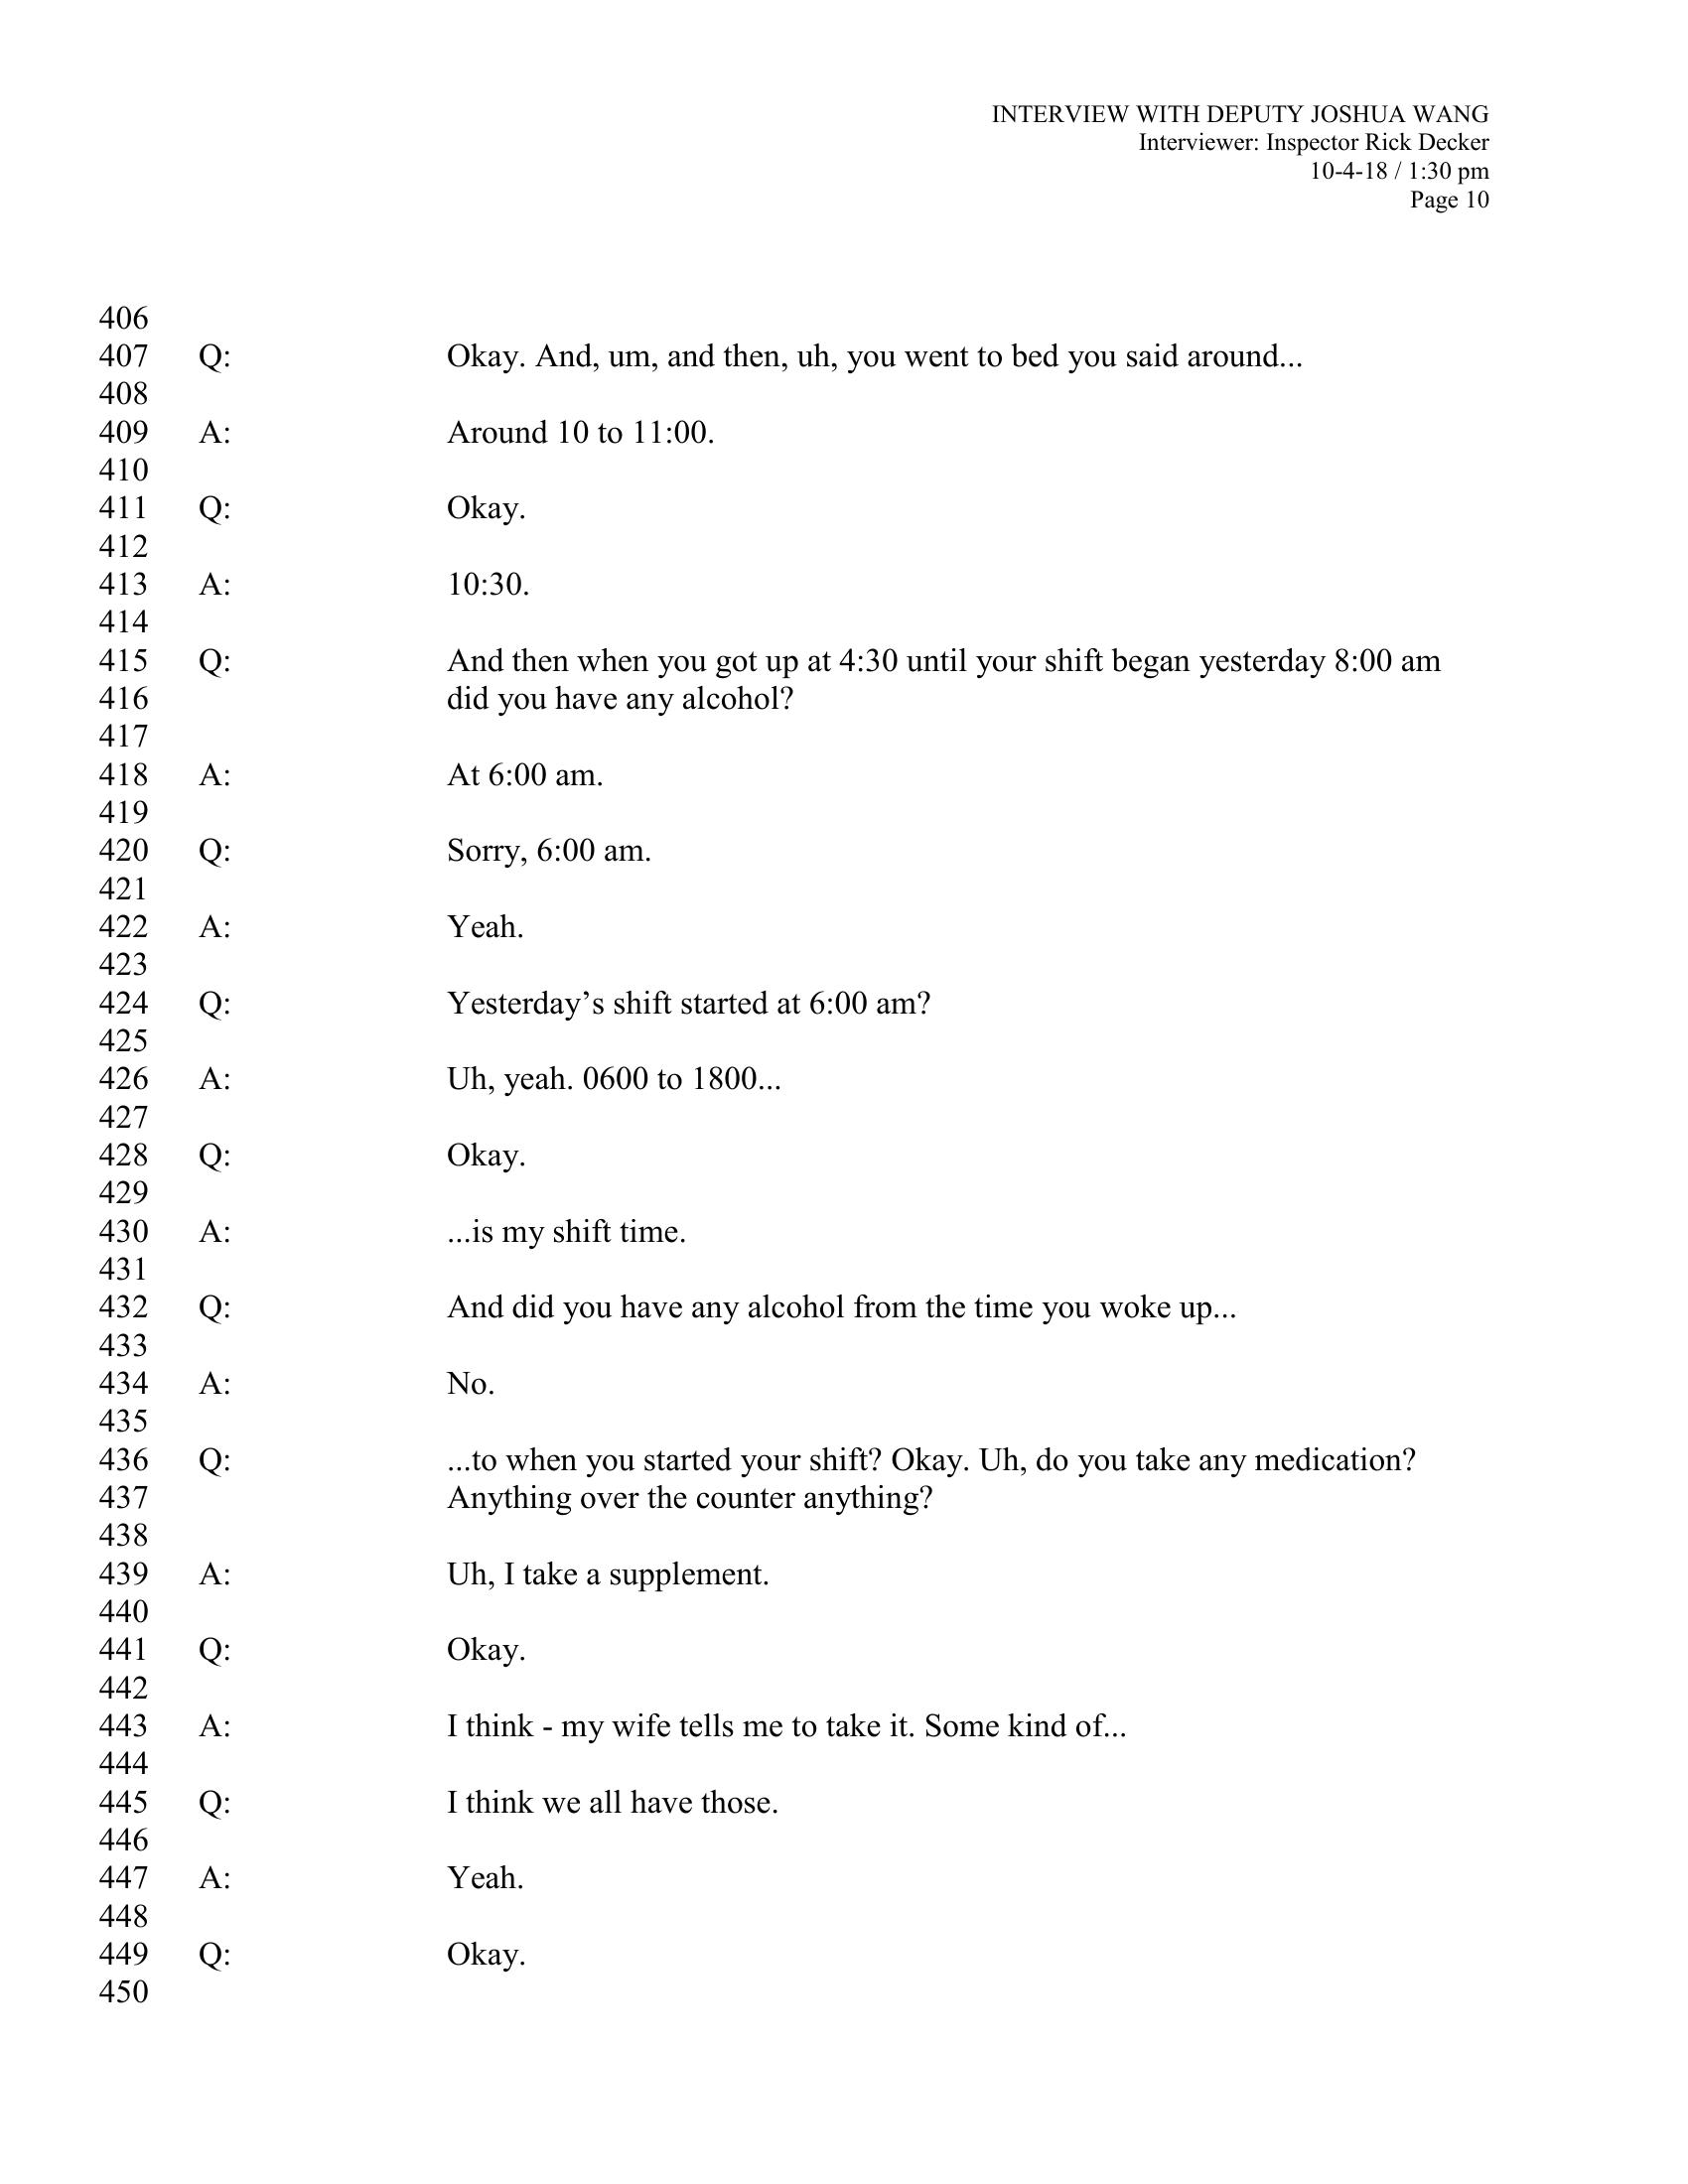 INTERVIEW WITH DEPUTY JOSHUA WANG
Interviewer: Inspector Rick Decker
10-4-18 / 1:30 pm
Page 10
406
407 Q: Okay. And, um, and then, uh, you went to bed you said around...
408
409 A: Around 10 to 11:00.
410
411 Q: Okay.
412
413 A: 10:30.
414
415 Q: And then when you got up at 4:30 until your shift began yesterday 8:00 am
416 did you have any alcohol?
417
418 A: At 6:00 am.
419
420 Q: Sorry, 6:00 am.
421
422 A: Yeah.
423
424 Q: Yesterday’s shift started at 6:00 am?
425
426 A: Uh, yeah. 0600 to 1800...
427
428 Q: Okay.
429
430 A: ...is my shift time.
431
432 Q: And did you have any alcohol from the time you woke up...
433
434 A: No.
435
436 Q: ...to when you started your shift? Okay. Uh, do you take any medication?
437 Anything over the counter anything?
438
439 A: Uh, I take a supplement.
440
441 Q: Okay.
442
443 A: I think - my wife tells me to take it. Some kind of...
444
445 Q: I think we all have those.
446
447 A: Yeah.
448
449 Q: Okay.
450